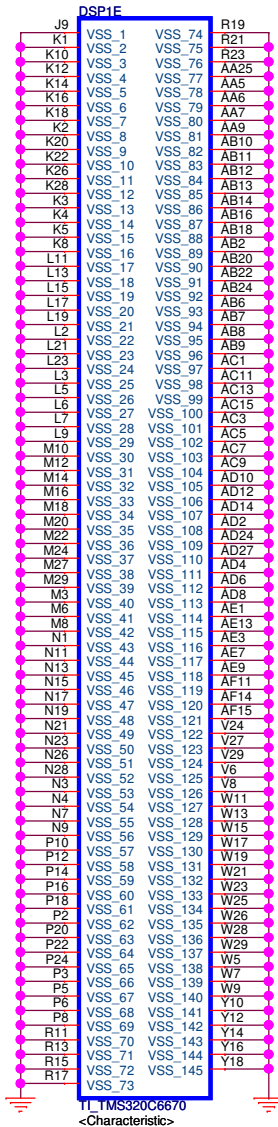 DSP1E
J9 VSS_1 VSS_74 R19
K1 VSS_2 VSS_75 R21
K10 VSS_3 VSS_76 R23
K12 VSS_4 VSS_77 AA25
K14 VSS_5 VSS_78 AA5
K16 VSS_6 VSS_79 AA6
K18 VSS_7 VSS_80 AA7
K2 VSS_8 VSS_81 AA9
K20 VSS_9 VSS_82 AB10
K22 VSS_10 VSS_83 AB11
K26 VSS_11 VSS_84 AB12
K28 VSS_12 VSS_85 AB13
K3 VSS_13 VSS_86 AB14
K4 VSS_14 VSS_87 AB16
K5 VSS_15 VSS_88 AB18
K8 VSS_16 VSS_89 AB2
L11 VSS_17 VSS_90 AB20
L13 VSS_18 VSS_91 AB22
L15 VSS_19 VSS_92 AB24
L17 VSS_20 VSS_93 AB6
L19 VSS_21 VSS_94 AB7
L2 VSS_22 VSS_95 AB8
L21 VSS_23 VSS_96 AB9
L23 VSS_24 VSS_97 AC1
L3 VSS_25 VSS_98 AC11
L5 VSS_26 VSS_99 AC13
L6 VSS_27 VSS_100 AC15
L7 VSS_28 VSS_101 AC3
L9 VSS_29 VSS_102 AC5
M10 VSS_30 VSS_103 AC7
M12 VSS_31 VSS_104 AC9
M14 VSS_32 VSS_105 AD10
M16 VSS_33 VSS_106 AD12
M18 VSS_34 VSS_107 AD14
M20 VSS_35 VSS_108 AD2
M22 VSS_36 VSS_109 AD24
M24 VSS_37 VSS_110 AD27
M27 VSS_38 VSS_111 AD4
M29 VSS_39 VSS_112 AD6
M3 VSS_40 VSS_113 AD8
M6 VSS_41 VSS_114 AE1
M8 VSS_42 VSS_115 AE13
N1 VSS_43 VSS_116 AE3
N11 VSS_44 VSS_117 AE7
N13 VSS_45 VSS_118 AE9
N15 VSS_46 VSS_119 AF11
N17 VSS_47 VSS_120 AF14
N19 VSS_48 VSS_121 AF15
N21 VSS_49 VSS_122 V24
N23 VSS_50 VSS_123 V27
N26 VSS_51 VSS_124 V29
N28 VSS_52 VSS_125 V6
N3 VSS_53 VSS_126 V8
N4 VSS_54 VSS_127 W11
N7 VSS_55 VSS_128 W13
N9 VSS_56 VSS_129 W15
P10 VSS_57 VSS_130 W17
P12 VSS_58 VSS_131 W19
P14 VSS_59 VSS_132 W21
P16 VSS_60 VSS_133 W23
P18 VSS_61 VSS_134 W25
P2 VSS_62 VSS_135 W26
P20 VSS_63 VSS_136 W28
P22 VSS_64 VSS_137 W29
P24 VSS_65 VSS_138 W5
P3 VSS_66 VSS_139 W7
P5 VSS_67 VSS_140 W9
P6 VSS_68 VSS_141 Y10
P8 VSS_69 VSS_142 Y12
R11 VSS_70 VSS_143 Y14
R13 VSS_71 VSS_144 Y16
R15 VSS_72 VSS_145 Y18
R17 VSS_73
TI_TMS320C6670
<Characteristic>